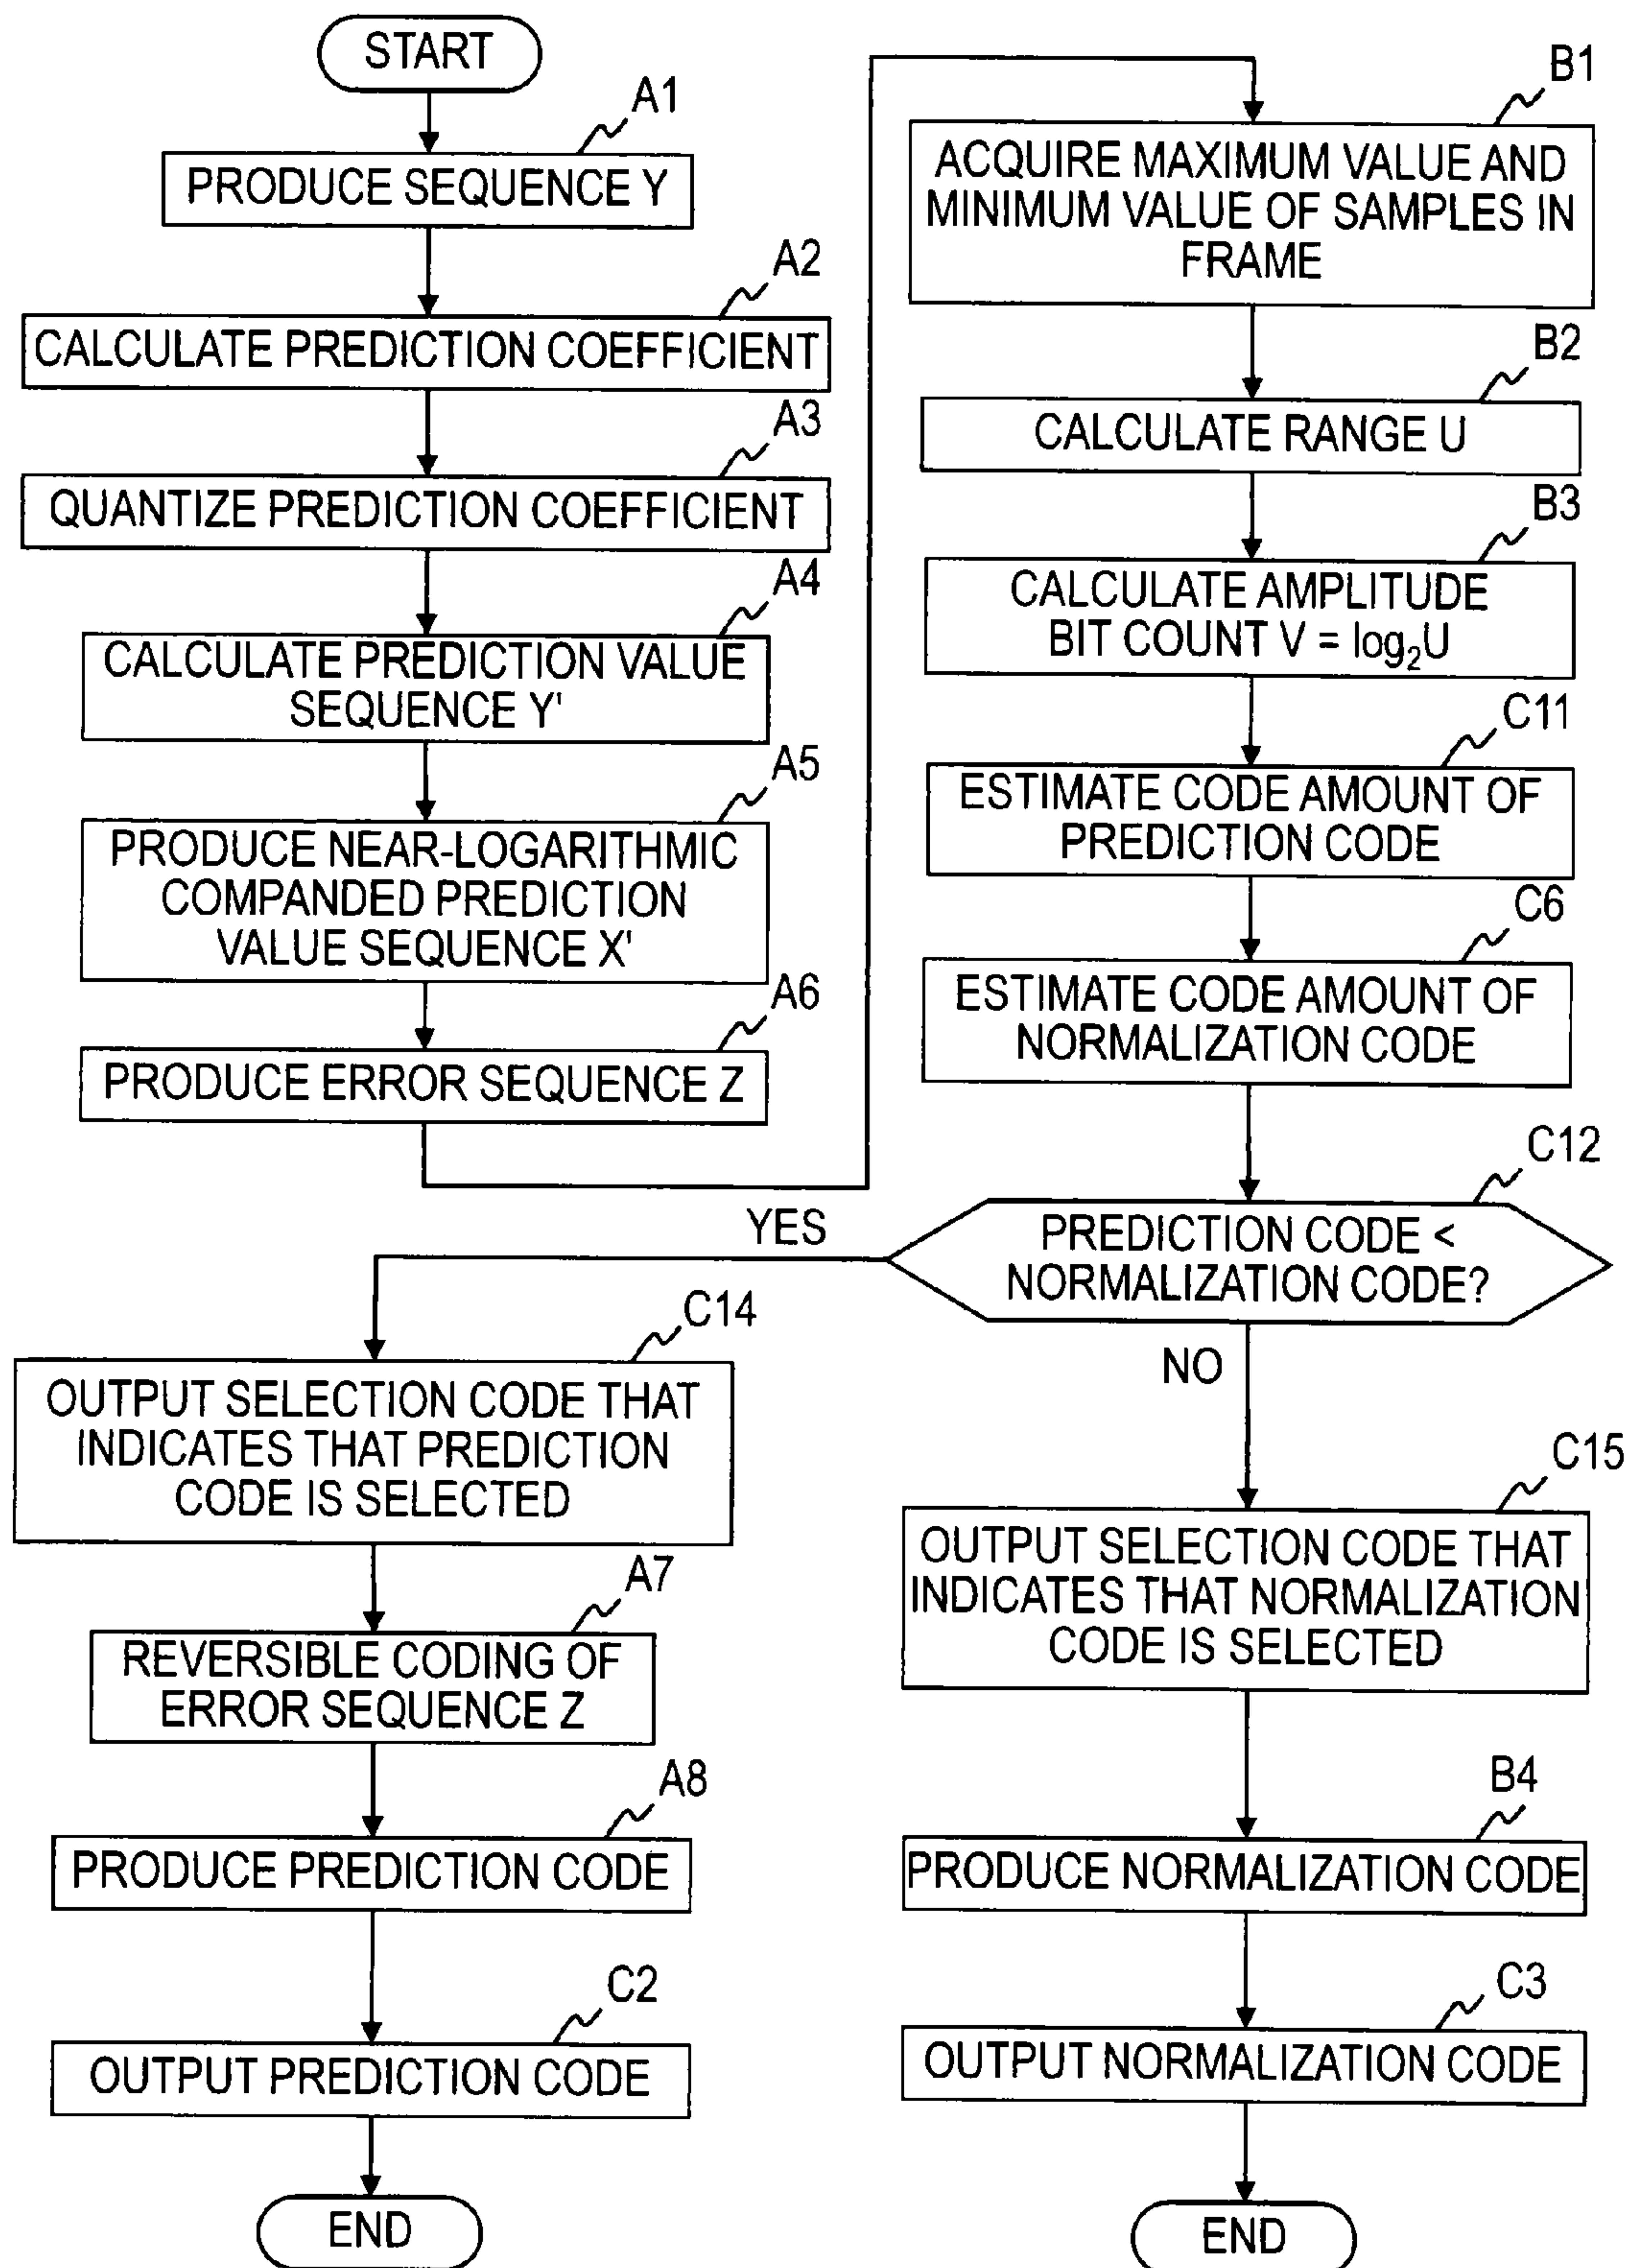 START
A1
PRODUCE SEQUENCE Y
A2
CALCULATE PREDICTION COEFFICIENT
A3
QUANTIZE PREDICTION COEFFICIENT
A4
CALCULATE PREDICTION VALUE
SEQUENCE Y'
A5
PRODUCE NEAR-LOGARITHMIC
COMPANDED PREDICTION
VALUE SEQUENCE X'
A6
PRODUCE ERROR SEQUENCE Z
B1
ACQUIRE MAXIMUM VALUE AND
MINIMUM VALUE OF SAMPLES IN
FRAME
B2
CALCULATE RANGE U
B3
CALCULATE AMPLITUDE
BIT COUNT V = log₂U
C11
ESTIMATE CODE AMOUNT OF
PREDICTION CODE
C6
ESTIMATE CODE AMOUNT OF
NORMALIZATION CODE
C12
PREDICTION CODE <
NORMALIZATION CODE?
YES
C14
OUTPUT SELECTION CODE THAT
INDICATES THAT PREDICTION
CODE IS SELECTED
A7
REVERSIBLE CODING OF
ERROR SEQUENCE Z
A8
PRODUCE PREDICTION CODE
C2
OUTPUT PREDICTION CODE
END
NO
C15
OUTPUT SELECTION CODE THAT
INDICATES THAT NORMALIZATION
CODE IS SELECTED
B4
PRODUCE NORMALIZATION CODE
C3
OUTPUT NORMALIZATION CODE
END